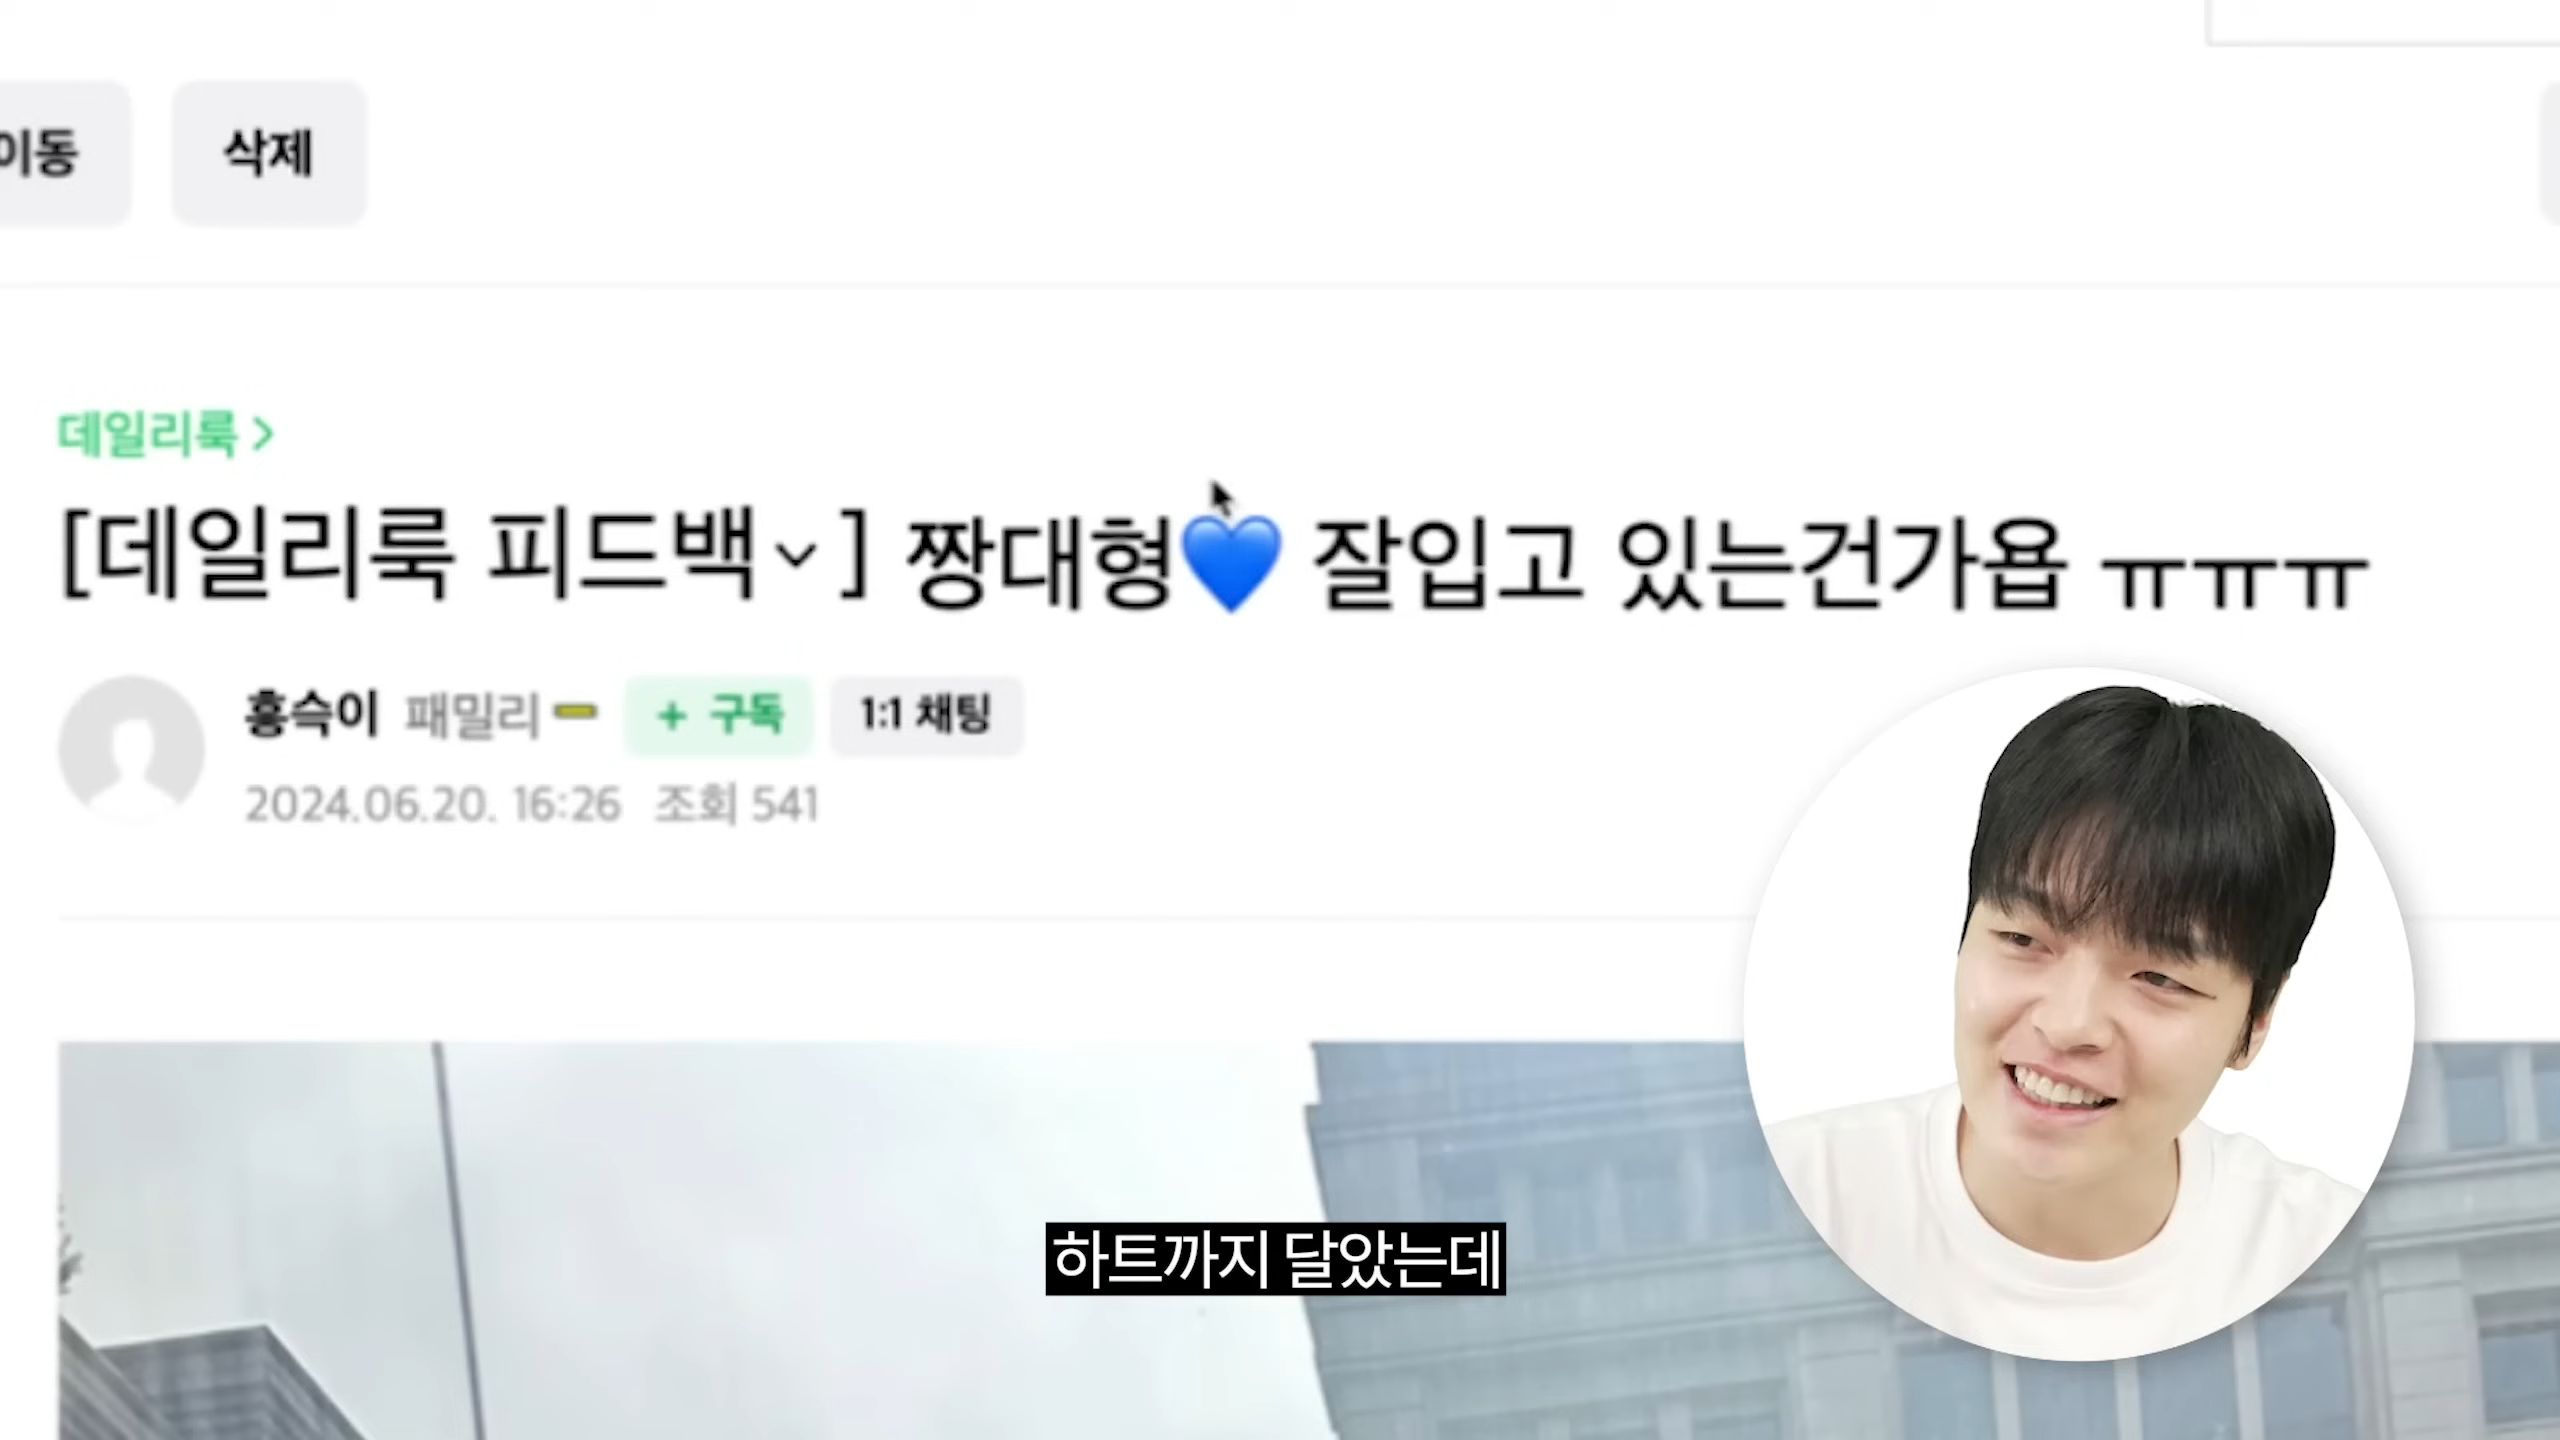 이동
삭제
데일리룩 >
[데일리룩 피드백] 짱대형💙 잘입고 있는건가욥 ㅠㅠㅠ
홍슥이 패밀리 + 구독 1:1 채팅
2024.06.20. 16:26 조회 541
하트까지 달았는데